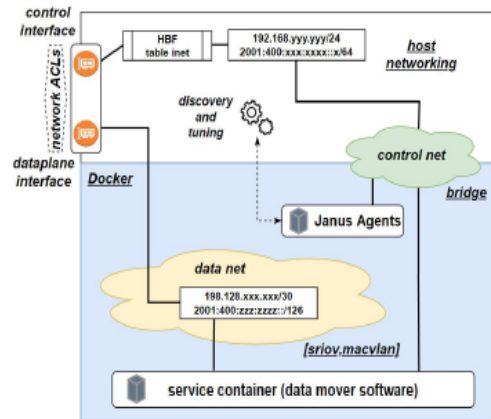 control
interface
HBF
table inet
192.168.yyy.yyy/24
2001:400:xxx:xxxx::x/64
host
networking
network ACLs
discovery
and
tuning
dataplane
interface
Docker
control net
bridge
Janus Agents
data net
198.128.xxx.xxx/30
2001:400:zzz:zzzz::/126
[sriov,macvlan]
service container (data mover software)